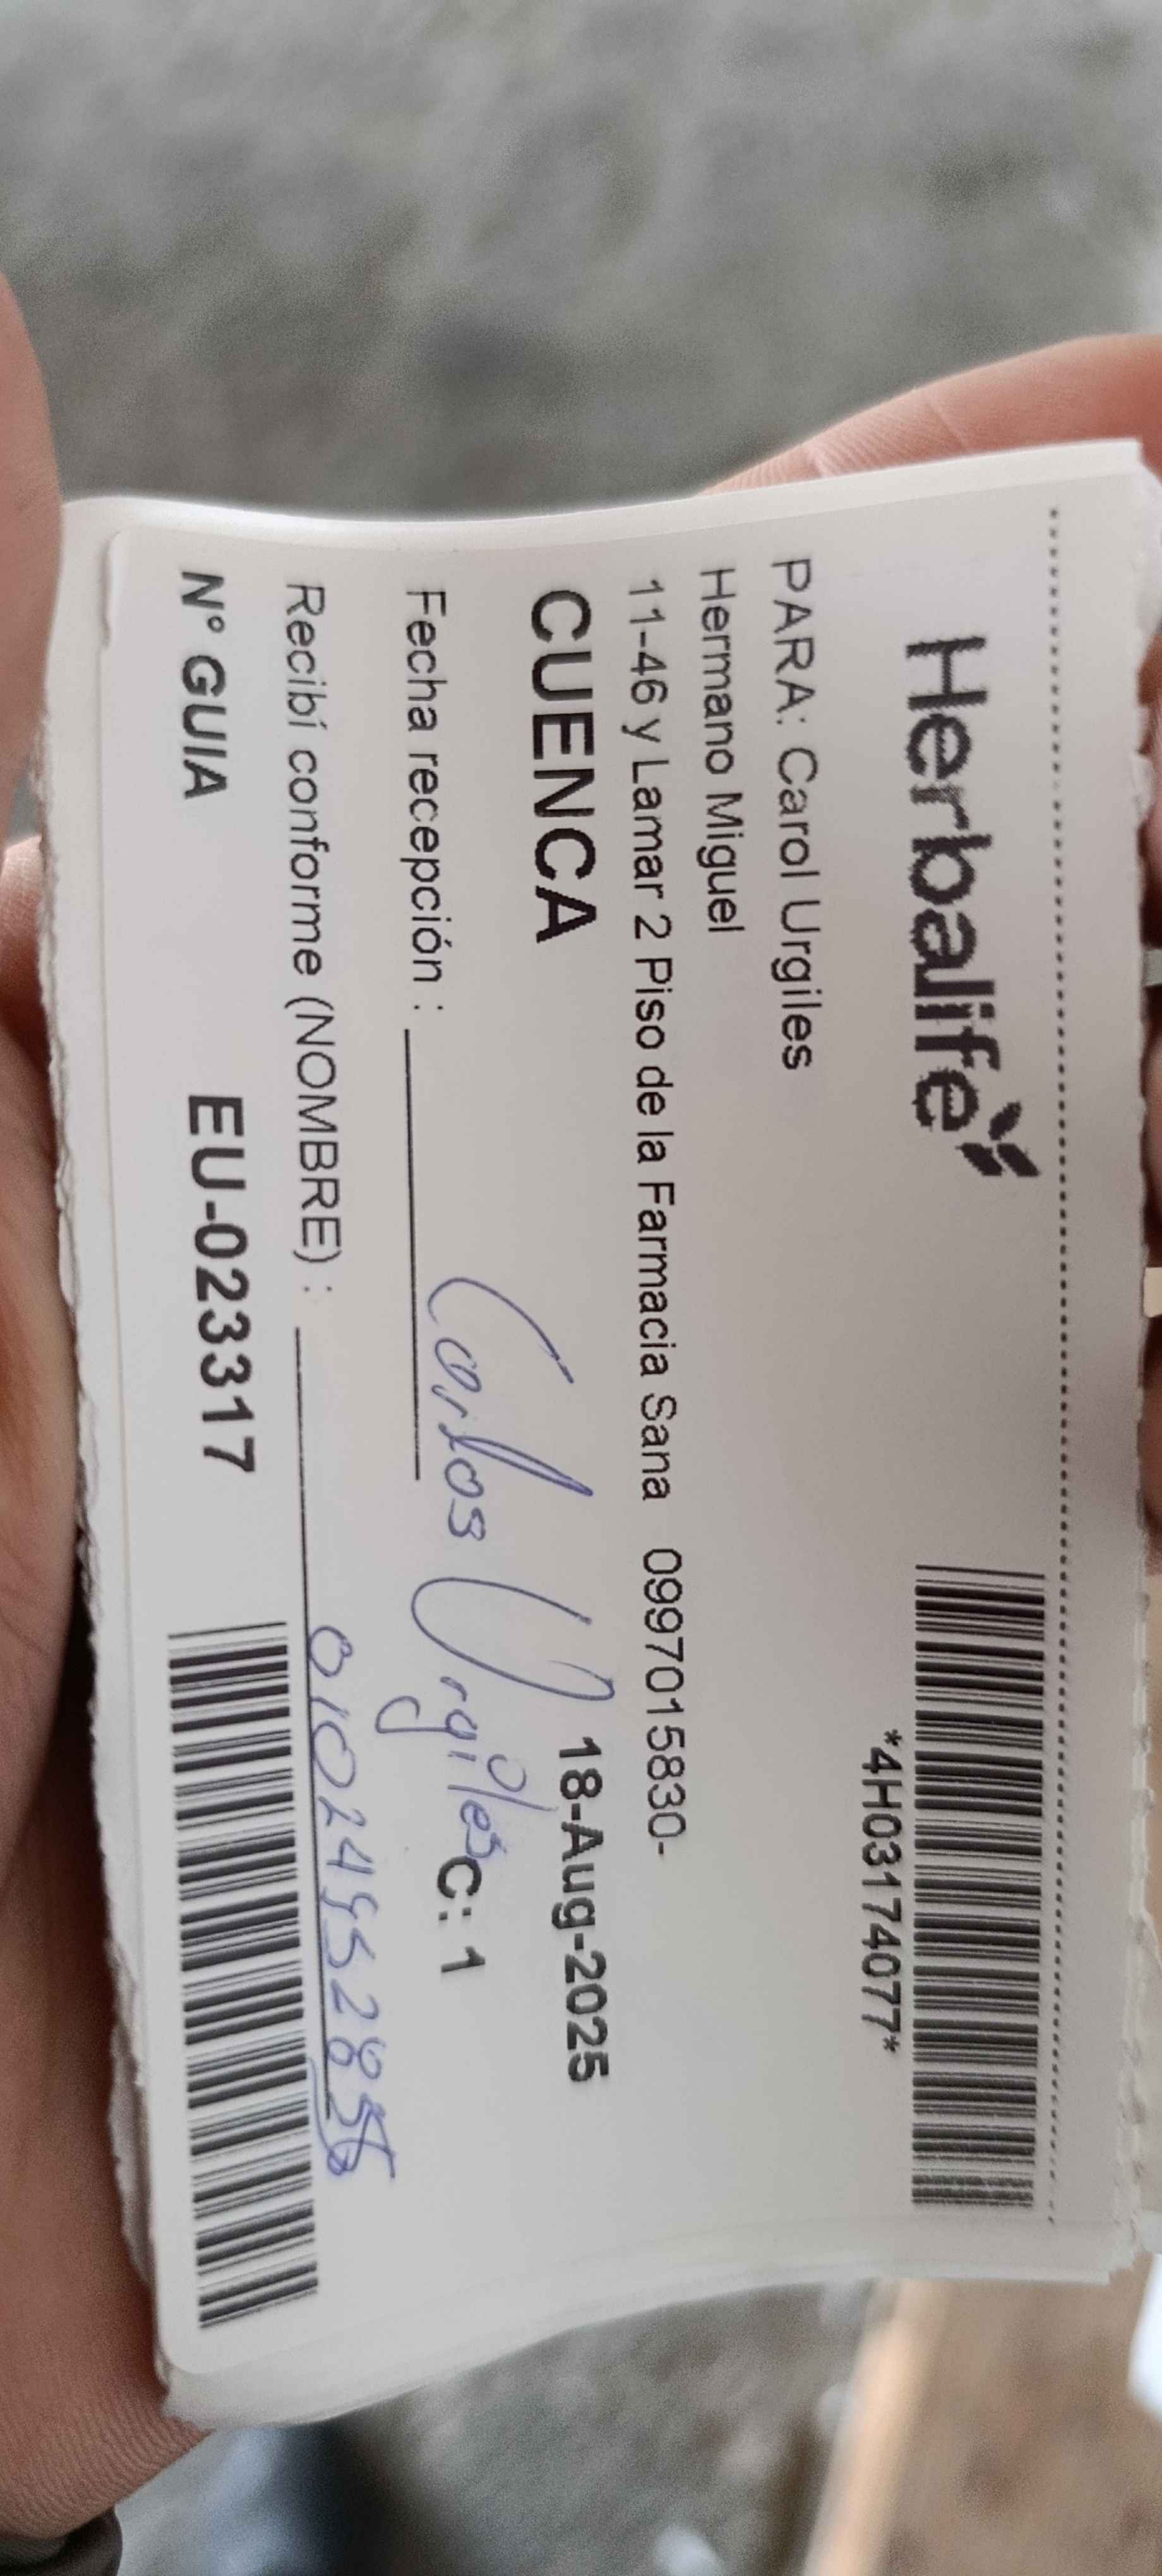 Herbalife
*4H03174077*
PARA: Carol Urgiles
Hermano Miguel
11-46 y Lamar 2 Piso de la Farmacia Sana 0997015830-
CUENCA 18-Aug-2025
Fecha recepción : Carlos Urgiles C: 1
Recibí conforme (NOMBRE) :
Nº GUIA EU-023317